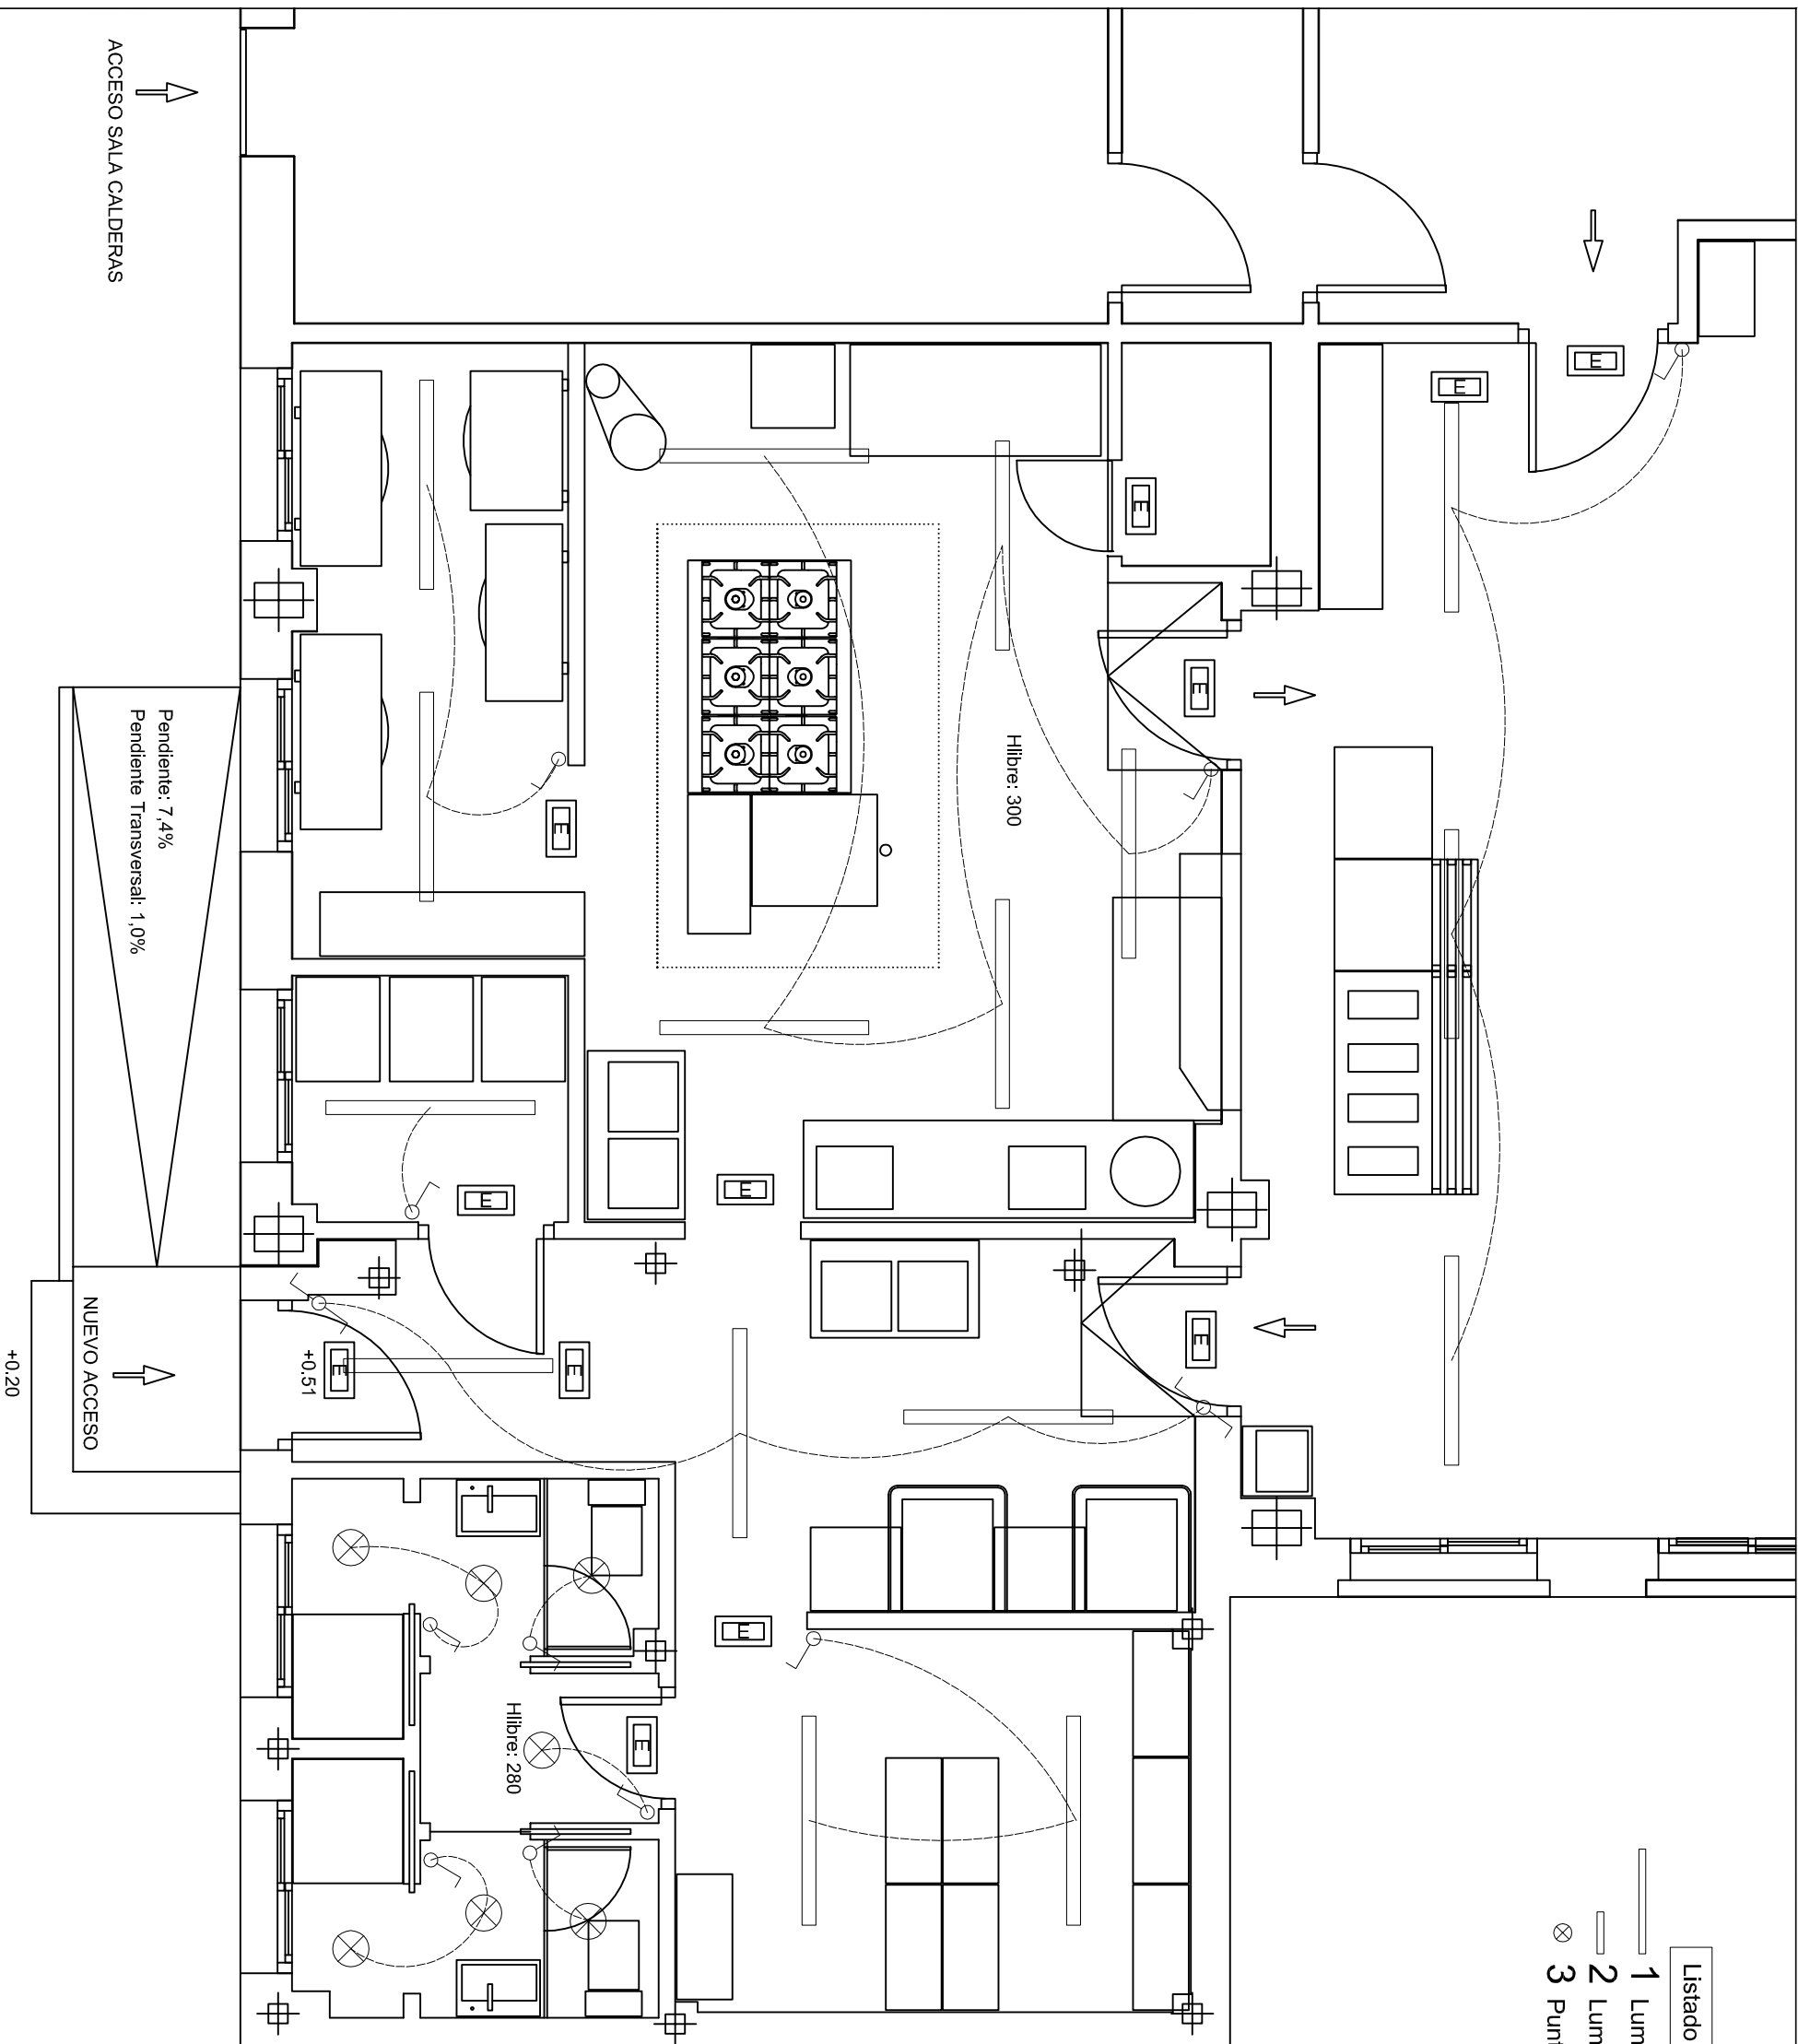 ACCESO SALA CALDERAS
Pendiente: 7,4%
Pendiente Transversal: 1,0%
NUEVO ACCESO
+0.20
+0.51
Hlibre: 300
Hlibre: 280
E
E
E
E
E
E
E
E
E
E
E
E
Listado
1 Lum
2 Lum
3 Pun